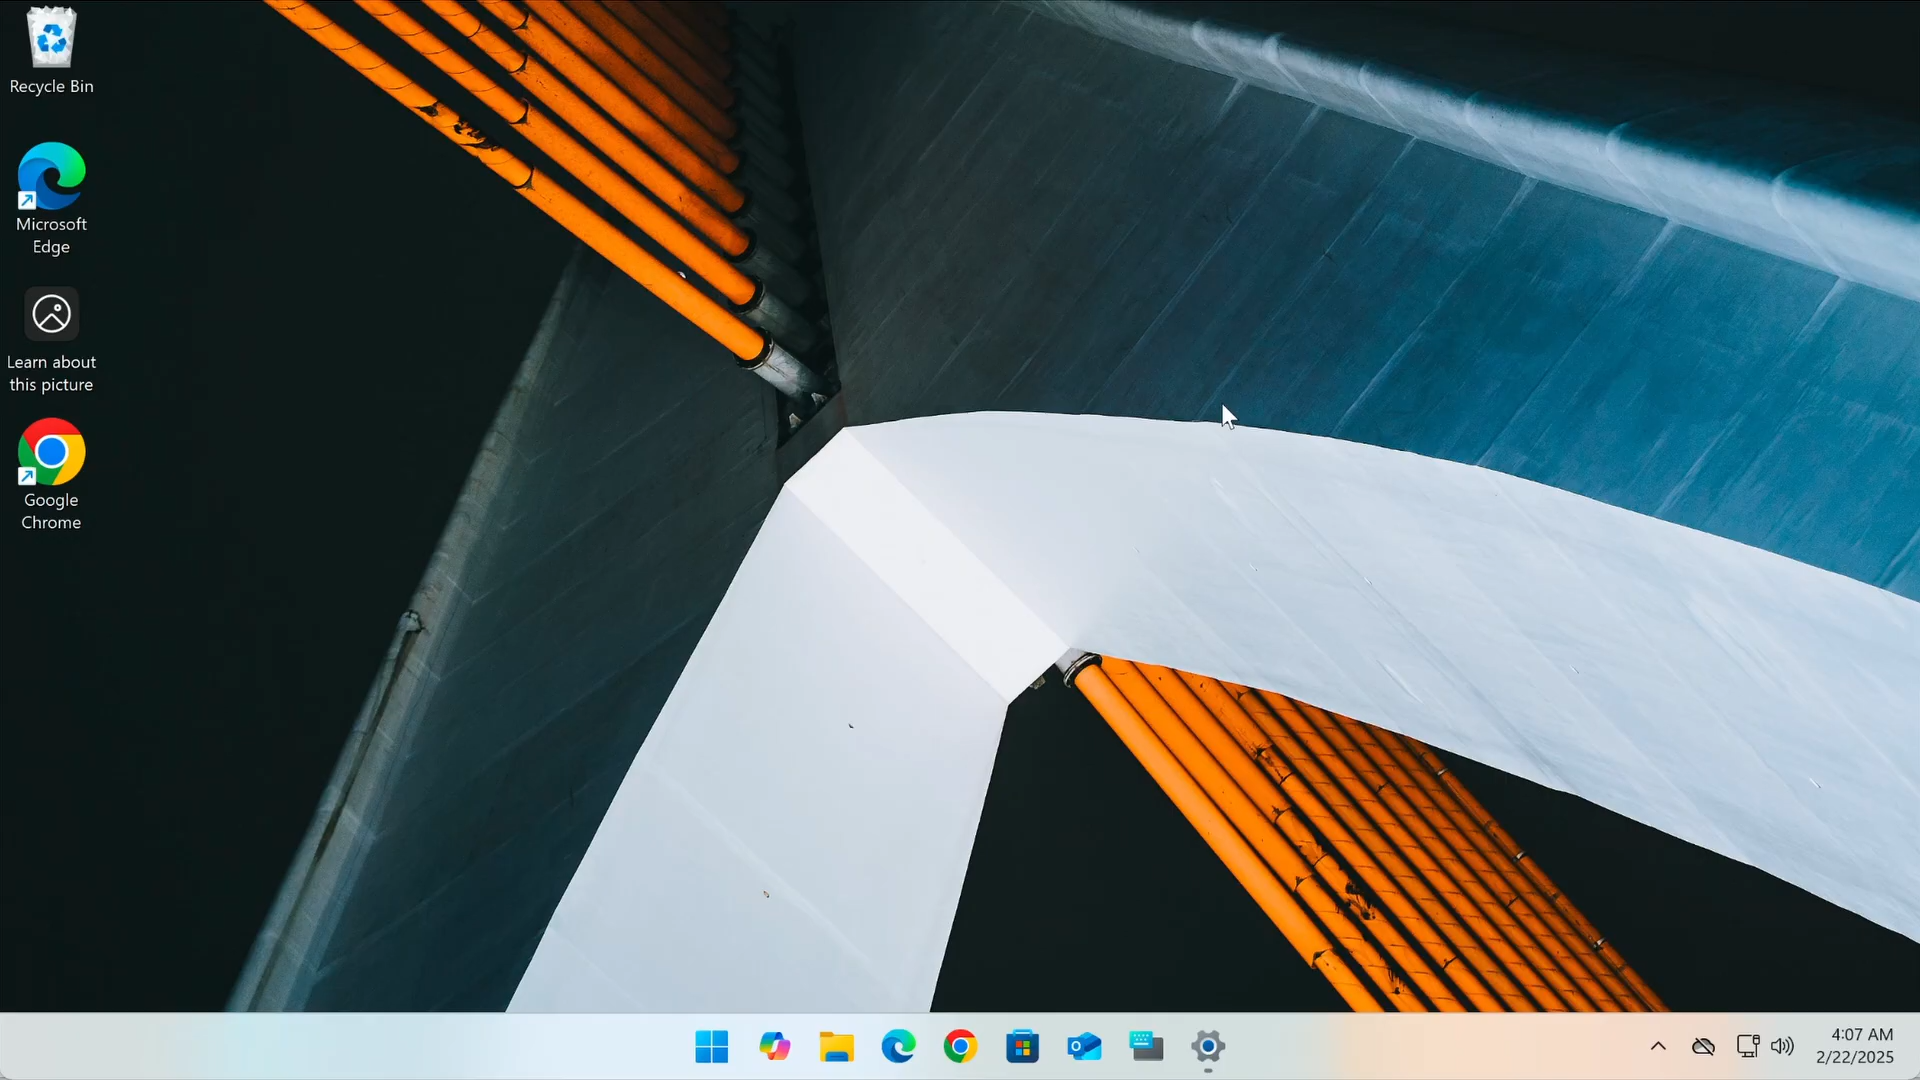 Recycle Bin
Microsoft
Edge
Learn about
this picture
Google
Chrome
4:07 AM
2/22/2025